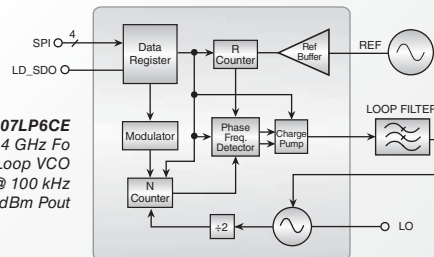 SPI
4
LD_SDO
Data
Register
R
Counter
Ref
Buffer
REF
LOOP FILTER
07LP6CE
4 GHz Fo
Loop VCO
@ 100 kHz
dBm Pout
Modulator
Phase
Freq.
Detector
Charge
Pump
N
Counter
÷2
LO